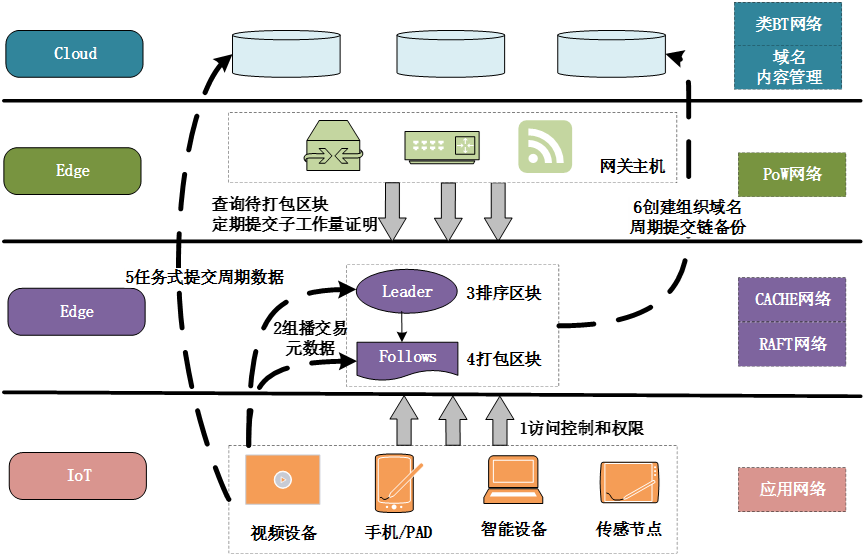 Cloud
类BT网络
域名
内容管理
Edge
网关主机
PoW网络
查询待打包区块
定期提交子工作量证明
6创建组织域名
周期提交链备份
5任务式提交周期数据
Edge
Leader
3排序区块
CACHE网络
2组播交易
元数据
Follows
4打包区块
RAFT网络
1访问控制和权限
IoT
视频设备
手机/PAD
智能设备
传感节点
应用网络